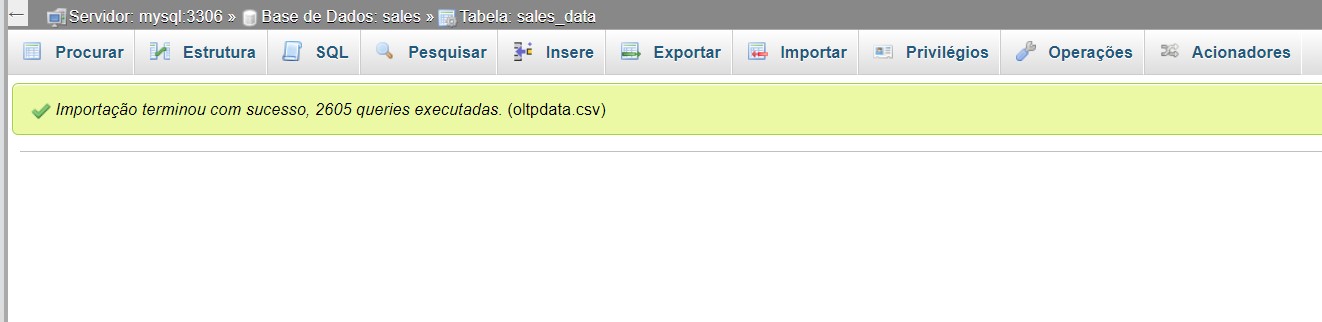 Servidor: mysql:3306 » Base de Dados: sales » Tabela: sales_data
Procurar Estrutura SQL Pesquisar Insere Exportar Importar Privilégios Operações Acionadores
Importação terminou com sucesso, 2605 queries executadas. (oltpdata.csv)